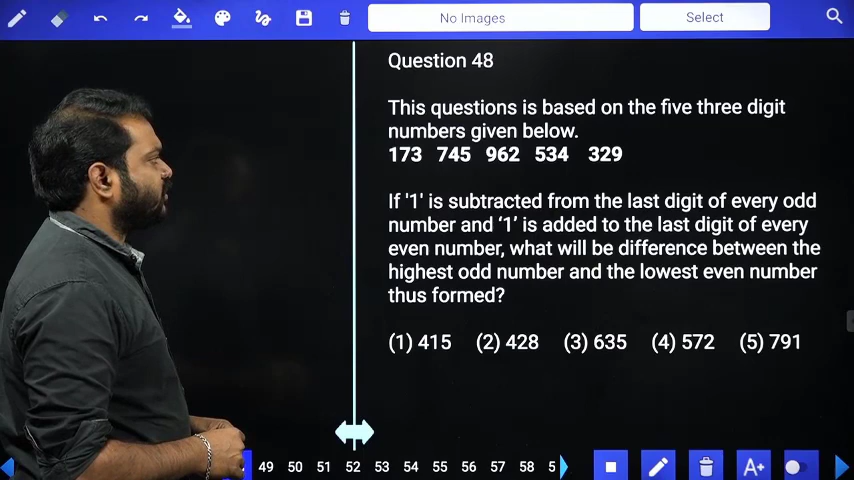 No Images Select
Question 48
This questions is based on the five three digit
numbers given below.
173 745 962 534 329
If '1' is subtracted from the last digit of every odd
number and ‘1’ is added to the last digit of every
even number, what will be difference between the
highest odd number and the lowest even number
thus formed?
(1) 415 (2) 428 (3) 635 (4) 572 (5) 791
49 50 51 52 53 54 55 56 57 58 5 A+